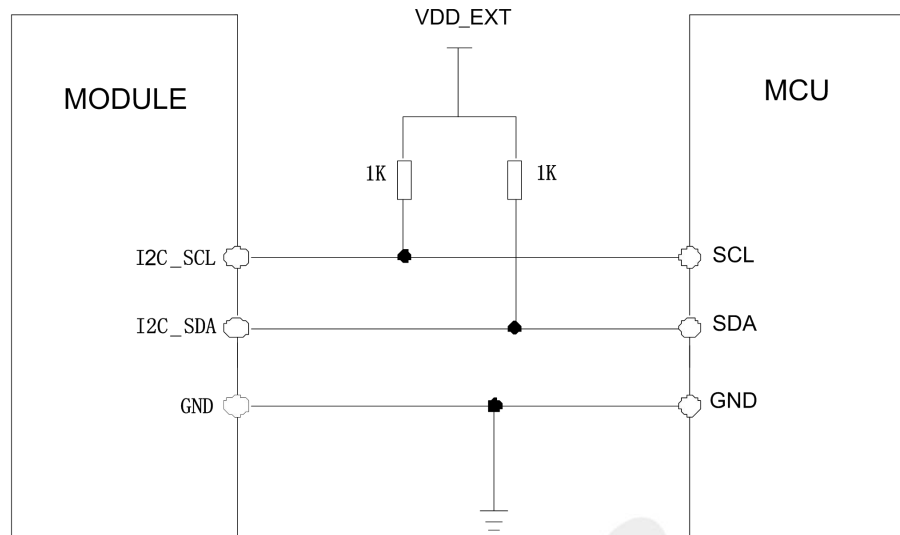 VDD_EXT
MODULE
MCU
1K
1K
I2C_SCL
SCL
I2C_SDA
SDA
GND
GND